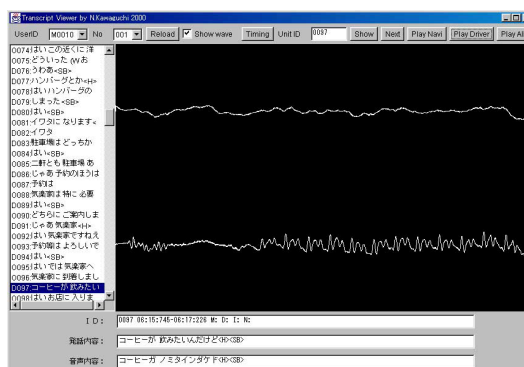 Transcript Viewer by N.Kawaguchi 2000
UserID M0010 No 001 Reload Show wave Timing Unit ID 0097 Show Next Play Navi Play Driver Play All
0074:はいこの近くに 洋
0075:どういった (Wお
0076:うわあ<SB>
0077:ハンバーグとか<H>
0078:はいハンバーグの
0079:しまった<SB>
0080:はい<SB>
0081:イワタに なります<
0082:イワタ
0083:駐車場は どっちか
0084:はい<SB>
0085:二軒とも 駐車場 あ
0086:じゃあ 予約のほうは
0087:予約は
0088:気楽家は 特に 必要
0089:はい<SB>
0090:どちらに ご案内しま
0091:じゃあ 気楽家<H>
0092:はい 気楽家ですねえ
0093:予約等は よろしいで
0094:はい<SB>
0095:はい では 気楽家へ
0096:気楽家に 到着しまし
0097:コーヒーが 飲みたい
0098:はい お店に 入りま
ID: 0097 06:15:745-06:17:226 M: D: I: N:
発話内容: コーヒーが 飲みたいんだけど<H><SB>
音声内容: コーヒーガ ノミタインダケド<H><SB>